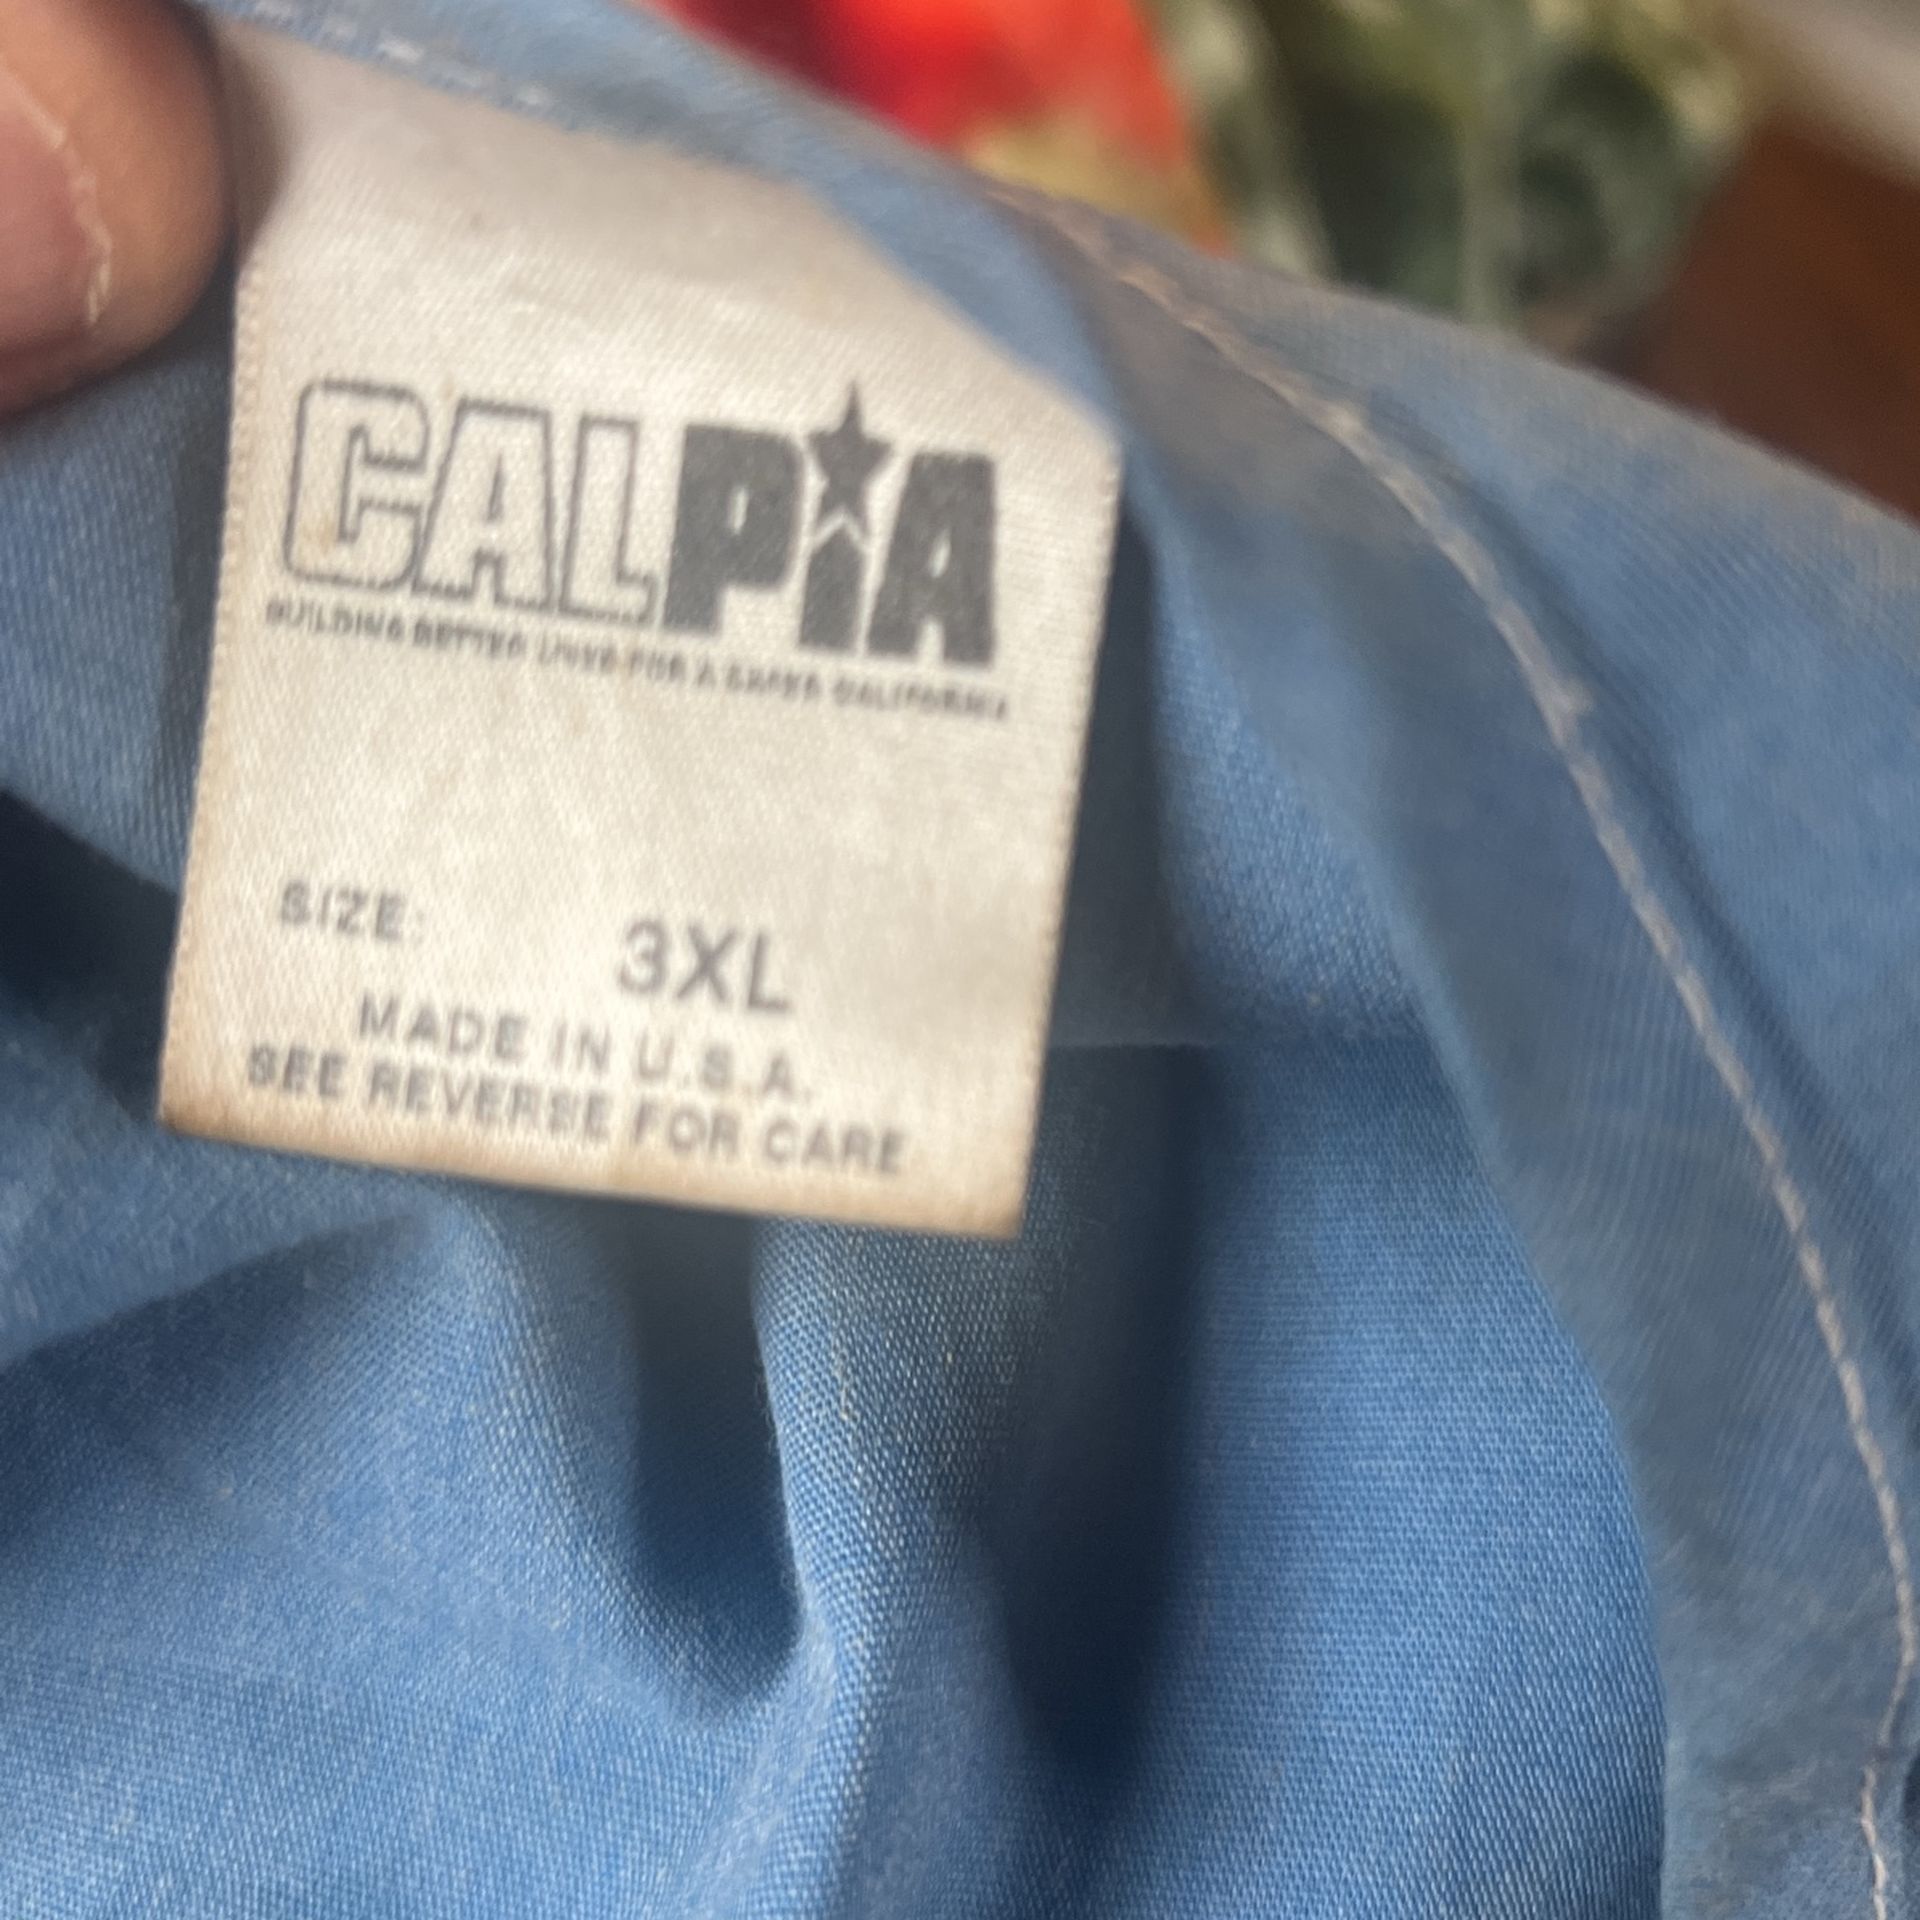 CALPiA
BUILDING BETTER LIVES FOR A SAFER CALIFORNIA
SIZE: 3XL
MADE IN U.S.A.
SEE REVERSE FOR CARE